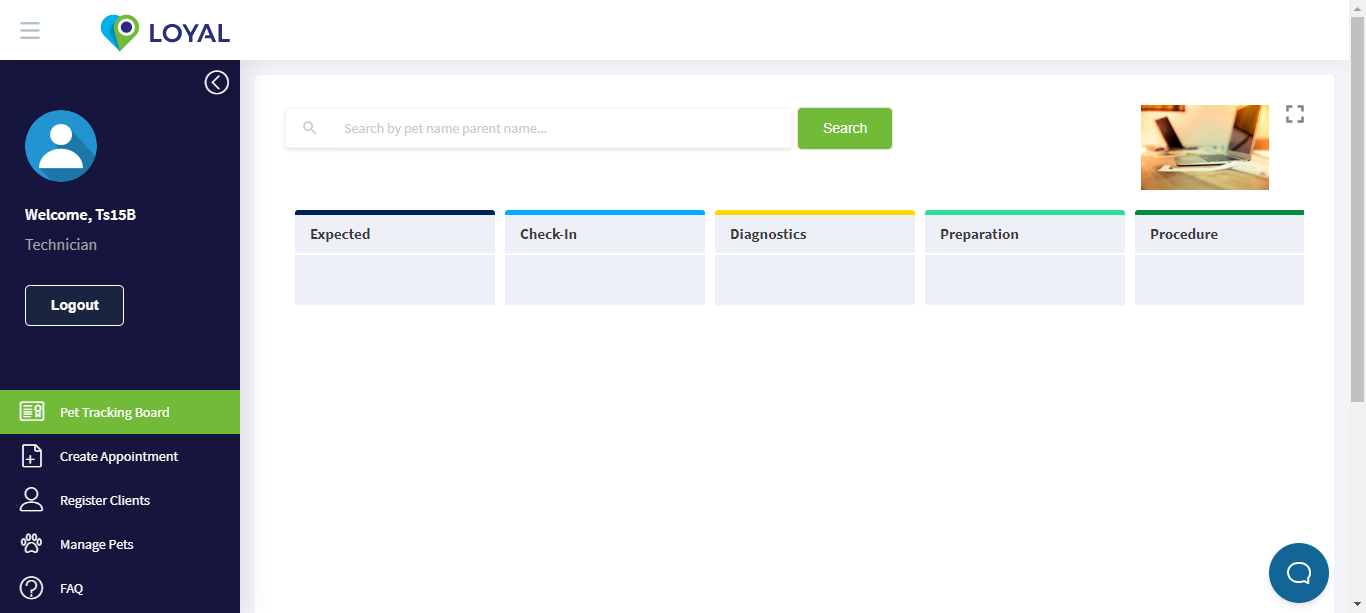 LOYAL
Search by pet name parent name...
Search
Welcome, Ts15B
Technician
Logout
Expected
Check-In
Diagnostics
Preparation
Procedure
Pet Tracking Board
Create Appointment
Register Clients
Manage Pets
FAQ